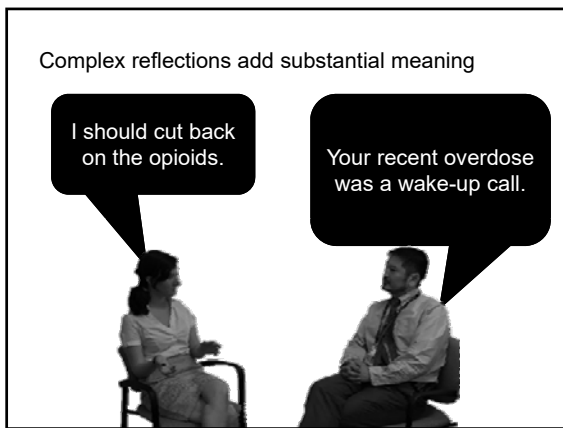 Complex reflections add substantial meaning
I should cut back
on the opioids.
Your recent overdose
was a wake-up call.